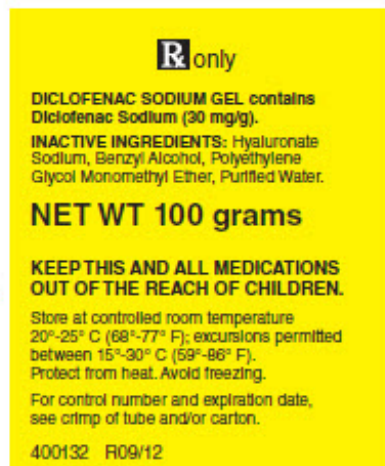 Rx only
DICLOFENAC SODIUM GEL contains
Diclofenac Sodium (30 mg/g).
INACTIVE INGREDIENTS: Hyaluronate
Sodium, Benzyl Alcohol, Polyethylene
Glycol Monomethyl Ether, Purified Water.
NET WT 100 grams
KEEP THIS AND ALL MEDICATIONS
OUT OF THE REACH OF CHILDREN.
Store at controlled room temperature
20°-25° C (68°-77° F); excursions permitted
between 15°-30° C (59°-86° F).
Protect from heat. Avoid freezing.
For control number and expiration date,
see crimp of tube and/or carton.
400132 R09/12